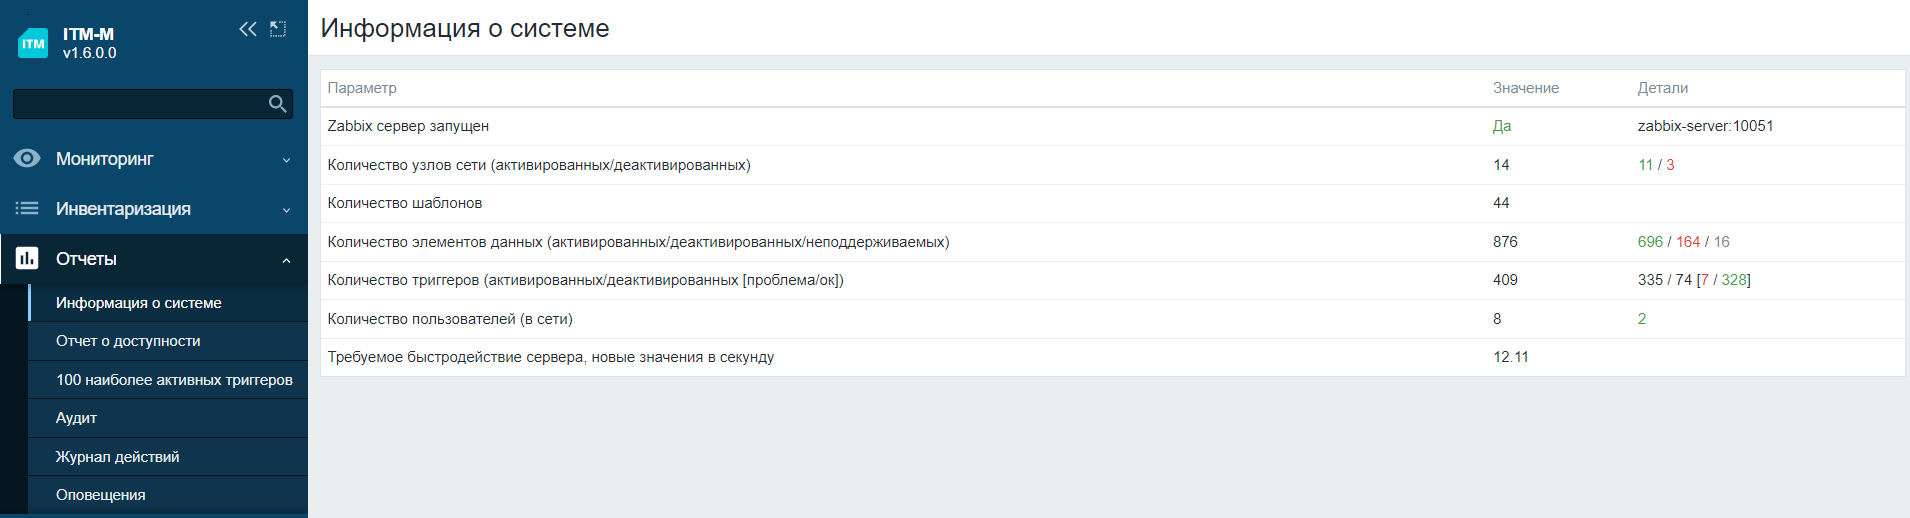 ITM
ITM-M
v1.6.0.0
Мониторинг
Инвентаризация
Отчеты
Информация о системе
Отчет о доступности
100 наиболее активных триггеров
Аудит
Журнал действий
Оповещения
Информация о системе
Параметр Значение Детали
Zabbix сервер запущен Да zabbix-server:10051
Количество узлов сети (активированных/деактивированных) 14 11 / 3
Количество шаблонов 44
Количество элементов данных (активированных/деактивированных/неподдерживаемых) 876 696 / 164 / 16
Количество триггеров (активированных/деактивированных [проблема/ок]) 409 335 / 74 [7 / 328]
Количество пользователей (в сети) 8 2
Требуемое быстродействие сервера, новые значения в секунду 12.11